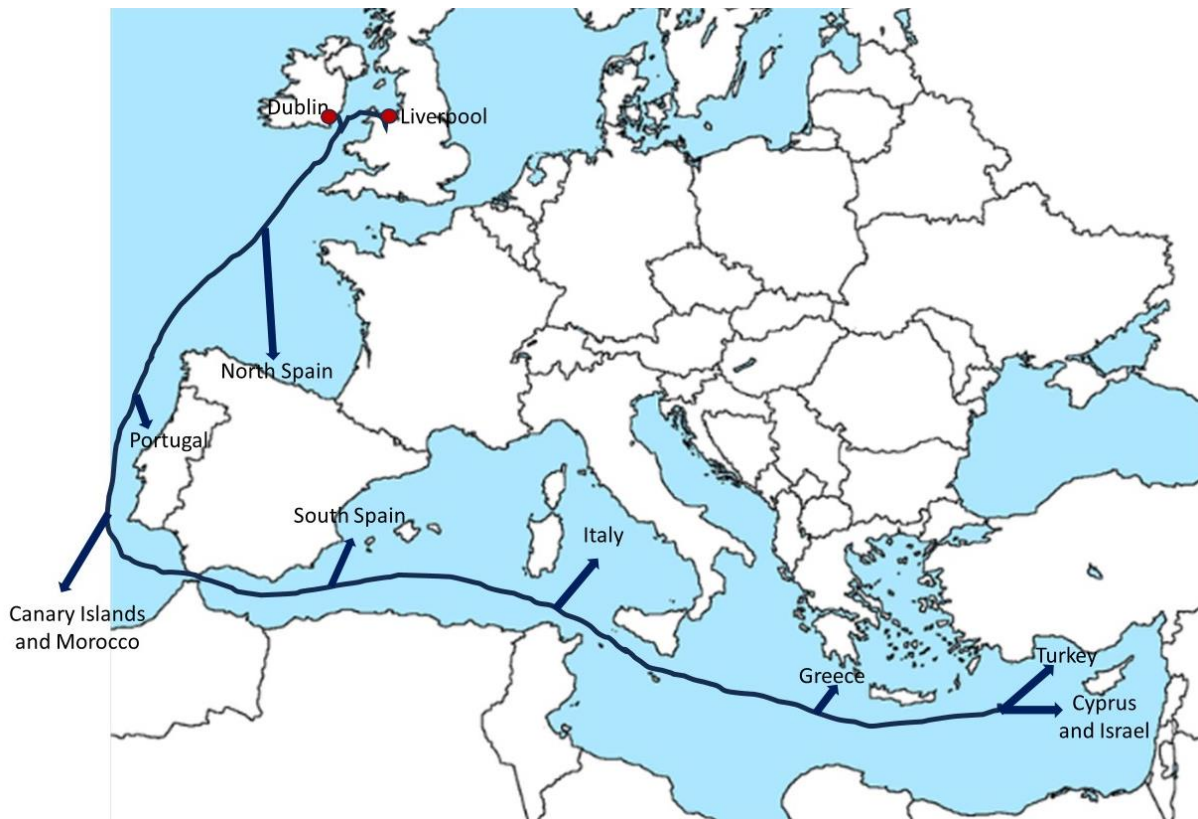 Dublin
Liverpool
North Spain
Portugal
South Spain
Italy
Canary Islands
and Morocco
Greece
Turkey
Cyprus
and Israel